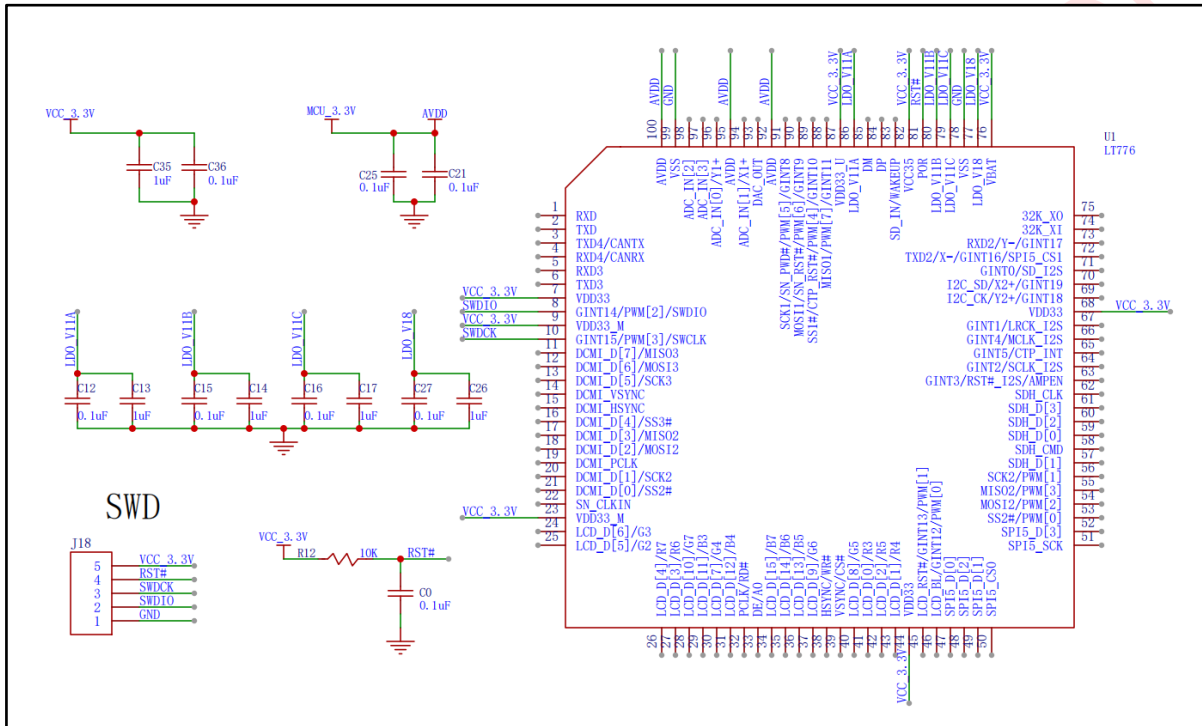 VCC_3.3V
C35
1uF
C36
0.1uF
MCU_3.3V
AVDD
C25
0.1uF
C21
0.1uF
LDO_V11A
LDO_V11B
LDO_V11C
LDO_V18
C12
0.1uF
C13
1uF
C15
0.1uF
C14
1uF
C16
0.1uF
C17
1uF
C27
0.1uF
C26
1uF
SWD
J18
5 VCC_3.3V
4 RST#
3 SWDCK
2 SWDIO
1 GND
VCC_3.3V
R12 10K RST#
C0
0.1uF
U1
LT776
AVDD
GND
AVDD
AVDD
VCC_3.3V
LDO_V11A
VCC_3.3V
RST#
LDO_V11B
LDO_V11C
GND
LDO_V18
VCC_3.3V
100 AVDD
99 VSS
98 ADC_IN[2]
97 ADC_IN[3]
96 ADC_IN[0]/Y1+
95 AVDD
94 ADC_IN[1]/X1+
93 DAC_OUT
92 AVDD
91 SCK1/SN_PWD#/PWM[5]/GINT8
90 MOSI1/SN_RST#/PWM[6]/GINT9
89 SS1#/CTP_RST#/PWM[4]/GINT10
88 MISO1/PWM[7]/GINT11
87 VDD33_U
86 LDO_V11A
85 DM
84 DP
83 SD_IN/WAKEUP
82 VCC35
81 POR
80 LDO_V11B
79 LDO_V11C
78 VSS
77 LDO_V18
76 VBAT
1 RXD
2 TXD
3 TXD4/CANTX
4 RXD4/CANRX
5 RXD3
6 TXD3
VCC_3.3V 7 VDD33
SWDIO 8 GINT14/PWM[2]/SWDIO
VCC_3.3V 9 VDD33_M
SWDCK 10 GINT15/PWM[3]/SWCLK
11 DCMI_D[7]/MISO3
12 DCMI_D[6]/MOSI3
13 DCMI_D[5]/SCK3
14 DCMI_VSYNC
15 DCMI_HSYNC
16 DCMI_D[4]/SS3#
17 DCMI_D[3]/MISO2
18 DCMI_D[2]/MOSI2
19 DCMI_PCLK
20 DCMI_D[1]/SCK2
21 DCMI_D[0]/SS2#
22 SN_CLKIN
VCC_3.3V 23 VDD33_M
24 LCD_D[6]/G3
25 LCD_D[5]/G2
32K_XO 75
32K_XI 74
RXD2/Y-/GINT17 73
TXD2/X-/GINT16/SPI5_CS1 72
GINT0/SD_I2S 71
I2C_SD/X2+/GINT19 70
I2C_CK/Y2+/GINT18 69
VDD33 68 VCC_3.3V
GINT1/LRCK_I2S 67
GINT4/MCLK_I2S 66
GINT5/CTP_INT 65
GINT2/SCLK_I2S 64
GINT3/RST#_I2S/AMPEN 63
SDH_CLK 62
SDH_D[3] 61
SDH_D[2] 60
SDH_D[0] 59
SDH_CMD 58
SDH_D[1] 57
SCK2/PWM[1] 56
MISO2/PWM[3] 55
MOSI2/PWM[2] 54
SS2#/PWM[0] 53
SPI5_D[3] 52
SPI5_SCK 51
26 LCD_D[4]/R7
27 LCD_D[3]/R6
28 LCD_D[10]/G7
29 LCD_D[11]/B3
30 LCD_D[7]/G4
31 LCD_D[12]/B4
32 PCLK/RD#
33 DE/A0
34 LCD_D[15]/B7
35 LCD_D[14]/B6
36 LCD_D[13]/B5
37 LCD_D[9]/G6
38 HSYNC/WR#
39 VSYNC/CS#
40 LCD_D[8]/G5
41 LCD_D[0]/R3
42 LCD_D[2]/R5
43 LCD_D[1]/R4
44 VDD33
45 LCD_RST#/GINT13/PWM[1]
46 LCD_BL/GINT12/PWM[0]
47 SPI5_D[0]
48 SPI5_D[2]
49 SPI5_D[1]
50 SPI5_CS0
VCC_3.3V